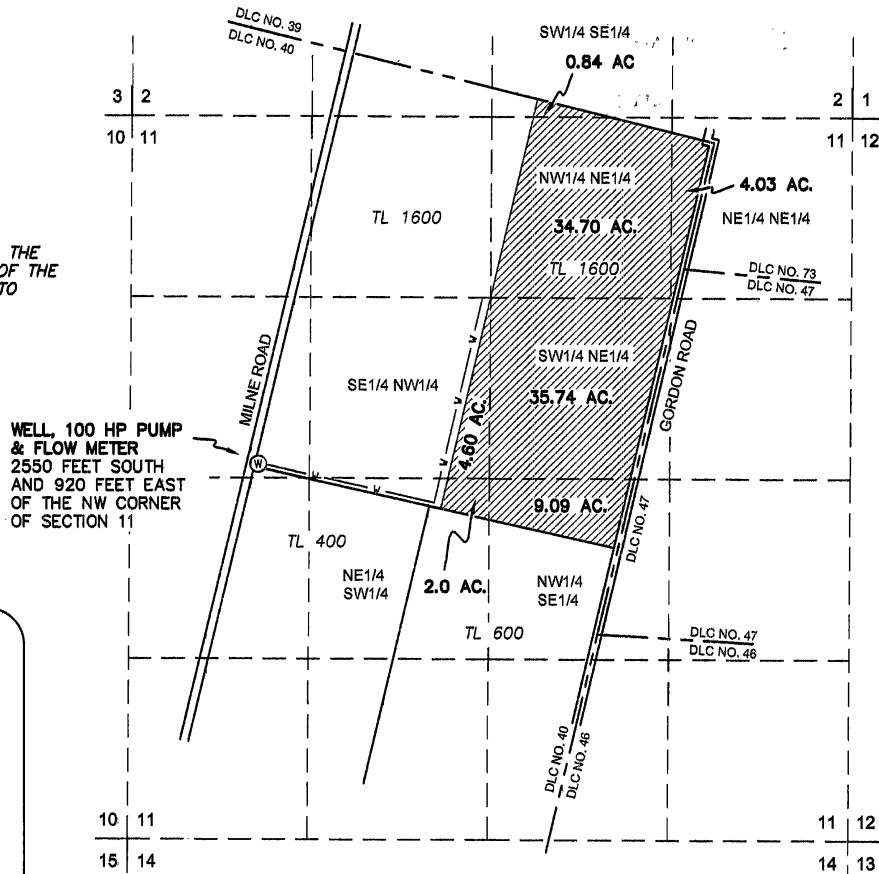 DLC NO. 39
DLC NO. 40
SW1/4 SE1/4
0.84 AC
3 2
10 11
2 1
11 12
NW1/4 NE1/4
4.03 AC.
NE1/4 NE1/4
34.70 AC.
TL 1600
TL 1600
THE
OF THE
TO
DLC NO. 73
DLC NO. 47
MILNE ROAD
GORDON ROAD
SW1/4 NE1/4
SE1/4 NW1/4
35.74 AC.
4.60 AC.
WELL, 100 HP PUMP
& FLOW METER
2550 FEET SOUTH
AND 920 FEET EAST
OF THE NW CORNER
OF SECTION 11
W
W
W
W
W
9.09 AC.
DLC NO. 47
TL 400
NE1/4
SW1/4
2.0 AC.
NW1/4
SE1/4
TL 600
DLC NO. 47
DLC NO. 46
DLC NO. 40
DLC NO. 46
10 11
15 14
11 12
14 13